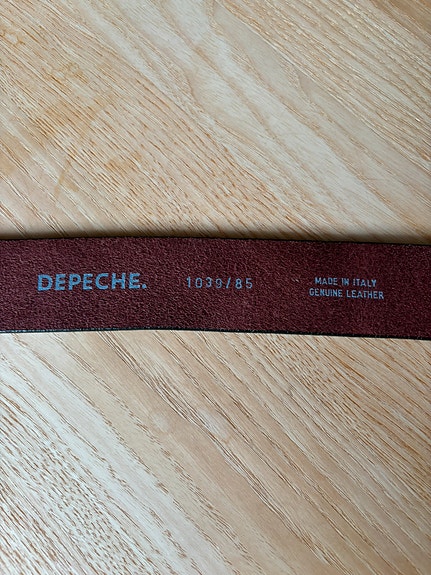 DEPECHE.
1039/85
MADE IN ITALY
GENUINE LEATHER